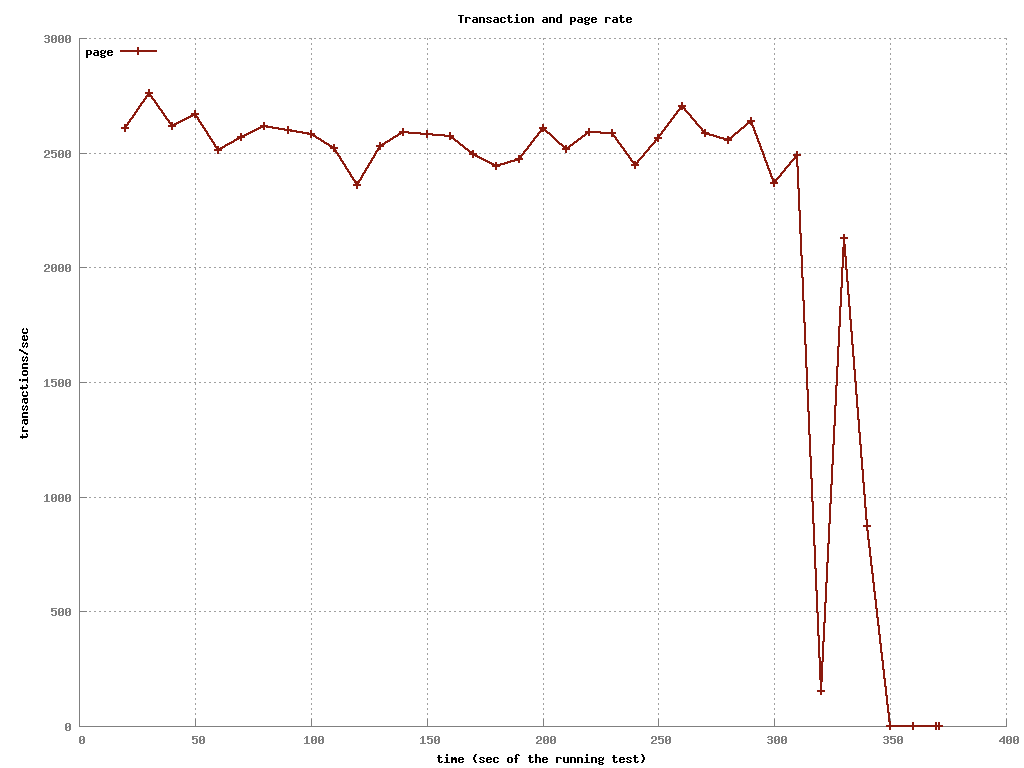 Transaction and page rate
page
3000
2500
2000
1500
1000
500
0
transactions/sec
0 50 100 150 200 250 300 350 400
time (sec of the running test)